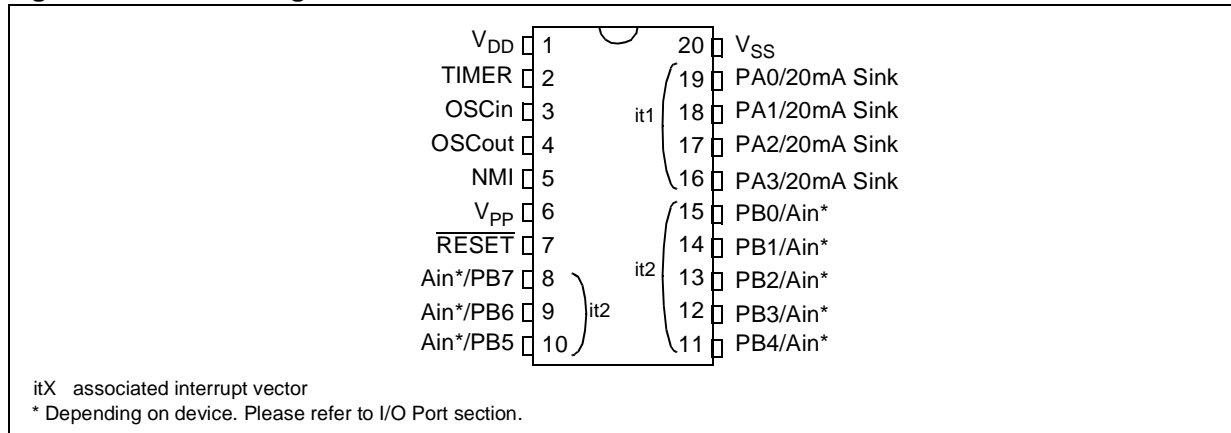 V_DD 1 20 V_SS
TIMER 2 19 PA0/20mA Sink
OSCin 3 it1 18 PA1/20mA Sink
OSCout 4 17 PA2/20mA Sink
NMI 5 16 PA3/20mA Sink
V_PP 6 15 PB0/Ain*
RESET 7 14 PB1/Ain*
Ain*/PB7 8 it2 13 PB2/Ain*
Ain*/PB6 9 it2 12 PB3/Ain*
Ain*/PB5 10 11 PB4/Ain*
itX associated interrupt vector
* Depending on device. Please refer to I/O Port section.